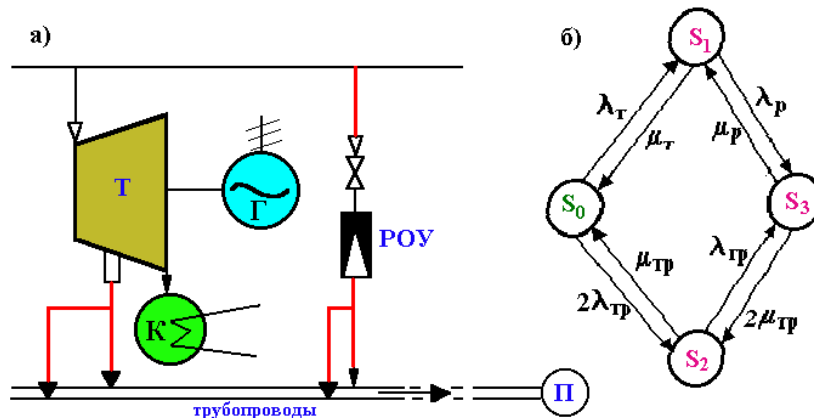 а)
Т
Г
РОУ
К
П
трубопроводы
б)
S₁
λт
μт
λр
μр
S₀
S₃
μтр
2λтр
λтр
2μтр
S₂